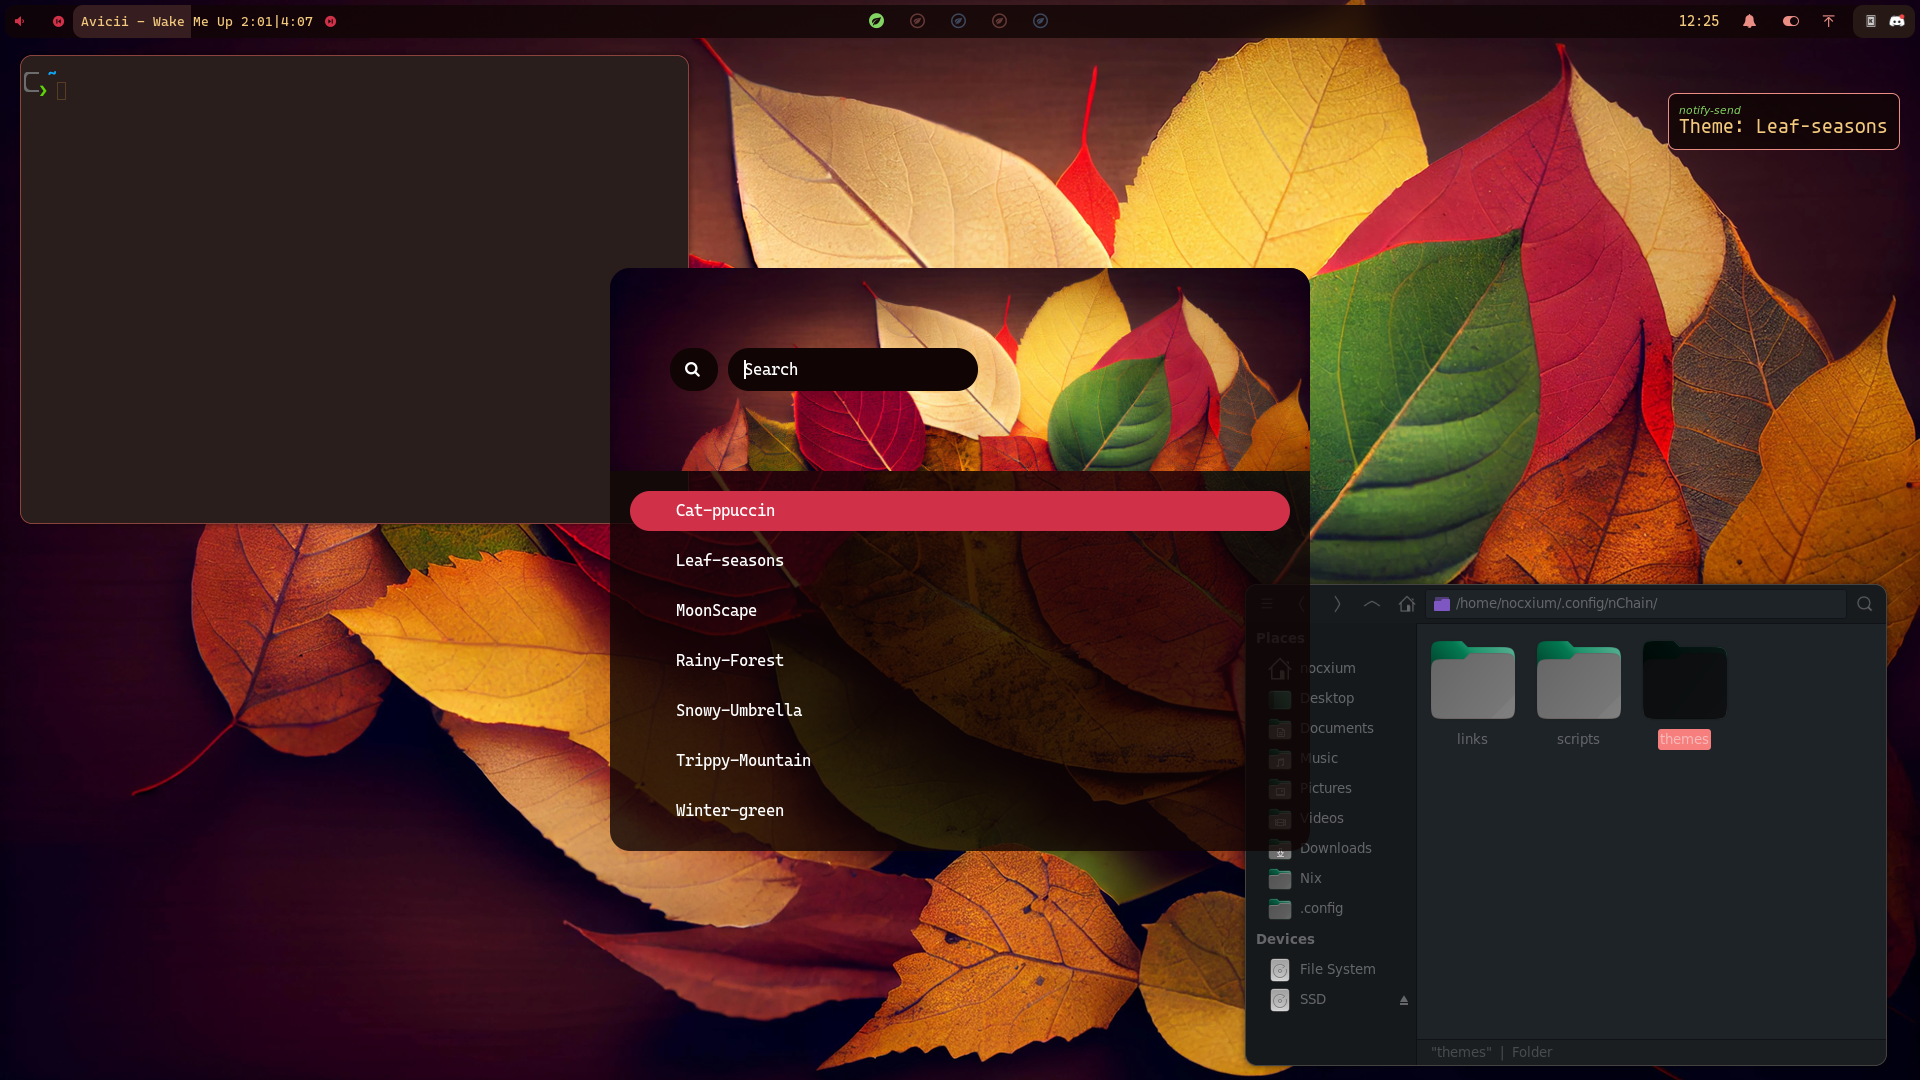 Avicii - Wake Me Up 2:01|4:07
12:25
~
❯
notify-send
Theme: Leaf-seasons
Search
Cat-ppuccin
Leaf-seasons
MoonScape
Rainy-Forest
Snowy-Umbrella
Trippy-Mountain
Winter-green
/home/nocxium/.config/nChain/
Places
nocxium
Desktop
Documents
Music
Pictures
Videos
Downloads
Nix
.config
Devices
File System
SSD
links
scripts
themes
"themes" | Folder